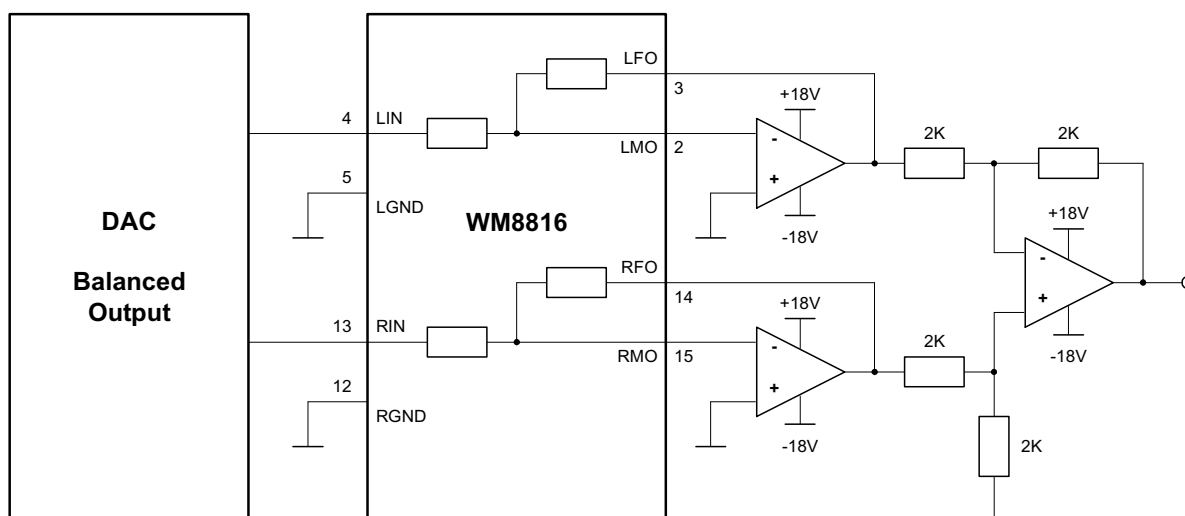 LFO
3
+18V
2K
2K
4
LIN
LMO
2
-
+
5
LGND
-18V
DAC
Balanced
Output
WM8816
+18V
-
+
-18V
RFO
14
+18V
2K
13
RIN
RMO
15
-
+
12
RGND
-18V
2K